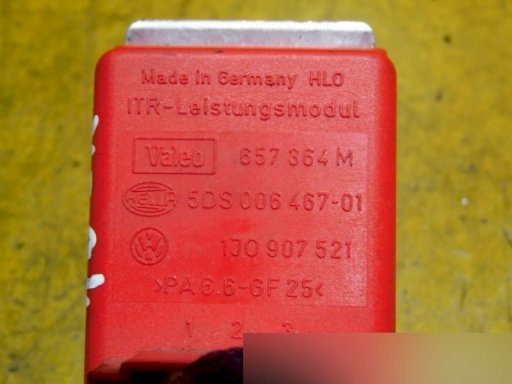 Made in Germany HLO
ITR-Leistungsmodul
Valeo 657 364 M
HELLA 5DS 006 467-01
VW 1J0 907 521
>PA 6.6-GF 25<
1 2 3